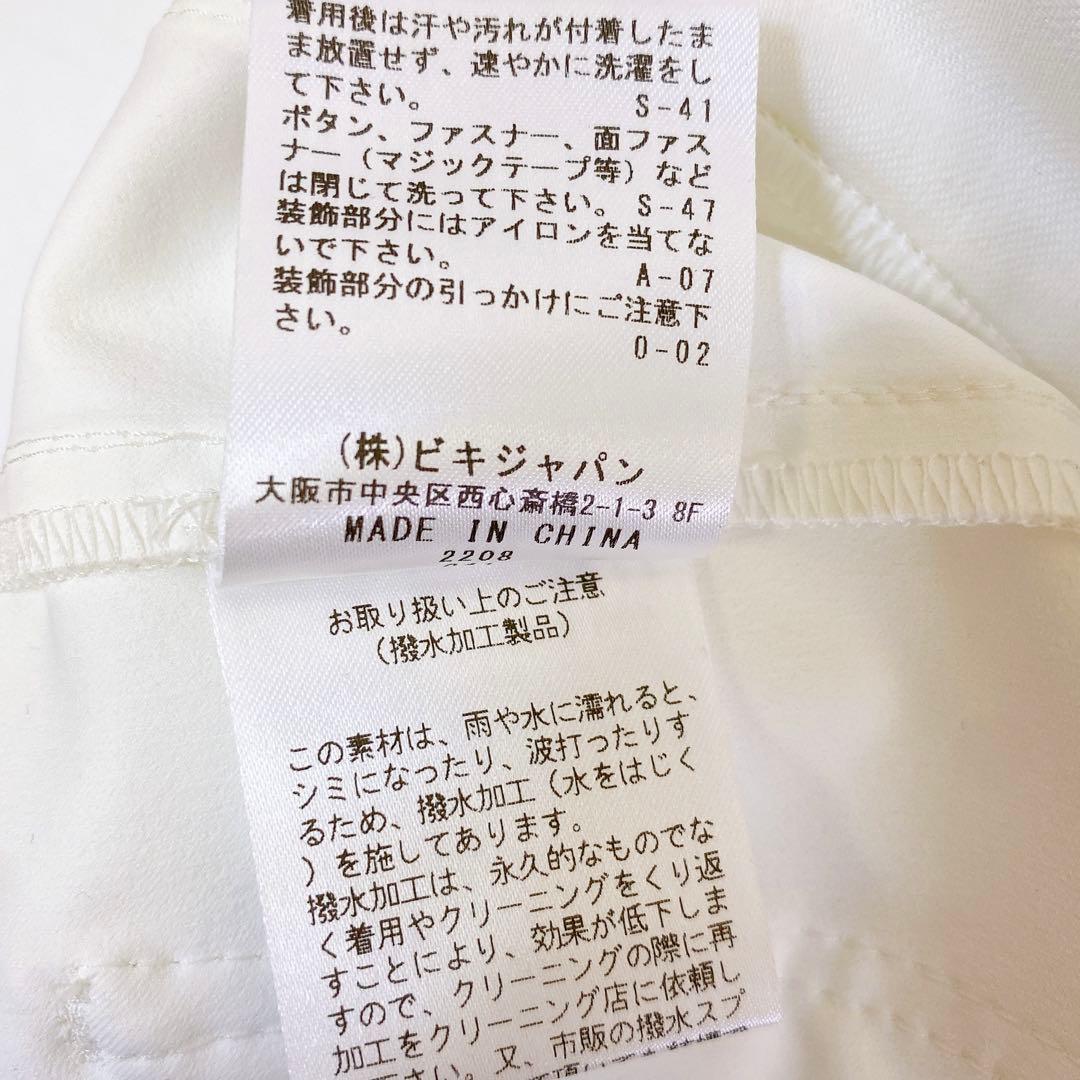 着用後は汗や汚れが付着したま
ま放置せず、速やかに洗濯をし
て下さい。 S-41
ボタン、ファスナー、面ファス
ナー（マジックテープ等）など
は閉じて洗って下さい。 S-47
装飾部分にはアイロンを当てな
いで下さい。 A-07
装飾部分の引っかけにご注意下
さい。 0-02
(株)ビキジャパン
大阪市中央区西心斎橋2-1-3 8F
MADE IN CHINA
2208
お取り扱い上のご注意
（撥水加工製品）
この素材は、雨や水に濡れると、
シミになったり、波打ったりす
るため、撥水加工（水をはじく
）を施してあります。
撥水加工は、永久的なものでな
く着用やクリーニングをくり返
すことにより、効果が低下しま
すので、クリーニングの際に再
加工をクリーニング店に依頼し
さい。又、市販の撥水スプ